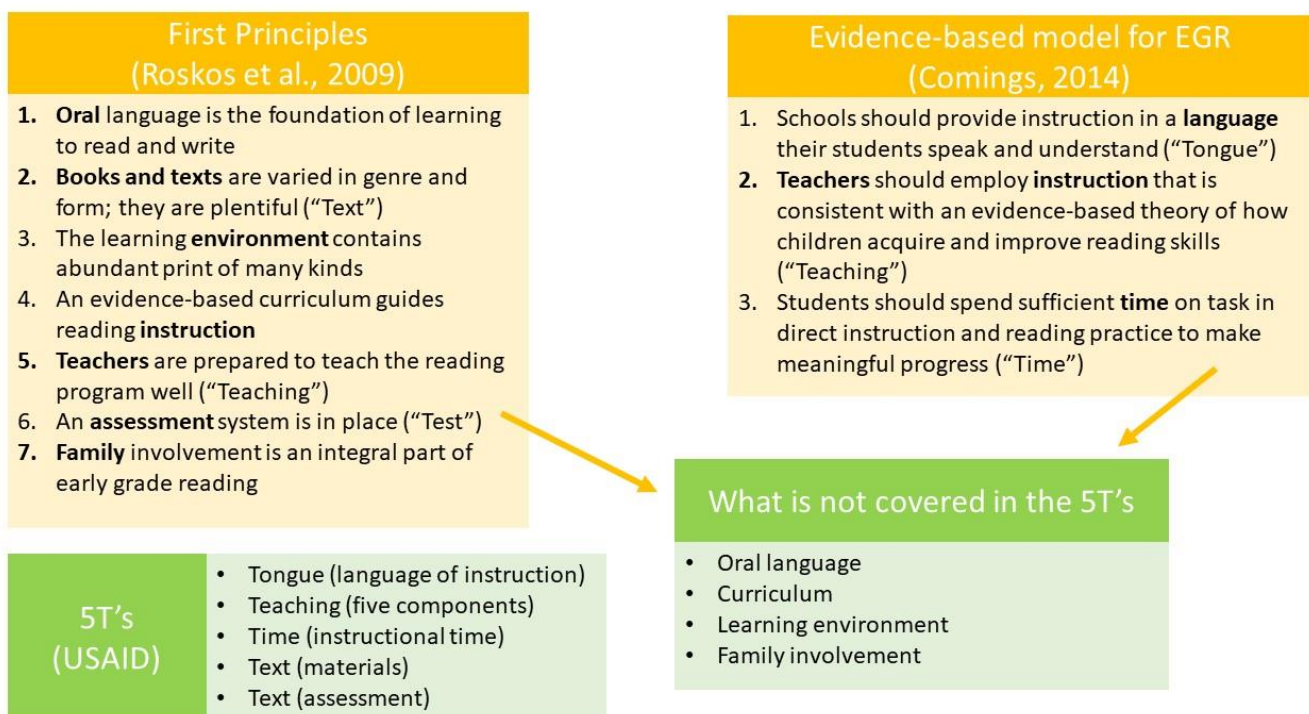 First Principles
(Roskos et al., 2009)
1. Oral language is the foundation of learning
to read and write
2. Books and texts are varied in genre and
form; they are plentiful (“Text”)
3. The learning environment contains
abundant print of many kinds
4. An evidence-based curriculum guides
reading instruction
5. Teachers are prepared to teach the reading
program well (“Teaching”)
6. An assessment system is in place (“Test”)
7. Family involvement is an integral part of
early grade reading
Evidence-based model for EGR
(Comings, 2014)
1. Schools should provide instruction in a language
their students speak and understand (“Tongue”)
2. Teachers should employ instruction that is
consistent with an evidence-based theory of how
children acquire and improve reading skills
(“Teaching”)
3. Students should spend sufficient time on task in
direct instruction and reading practice to make
meaningful progress (“Time”)
5T’s
(USAID)
• Tongue (language of instruction)
• Teaching (five components)
• Time (instructional time)
• Text (materials)
• Text (assessment)
What is not covered in the 5T’s
• Oral language
• Curriculum
• Learning environment
• Family involvement